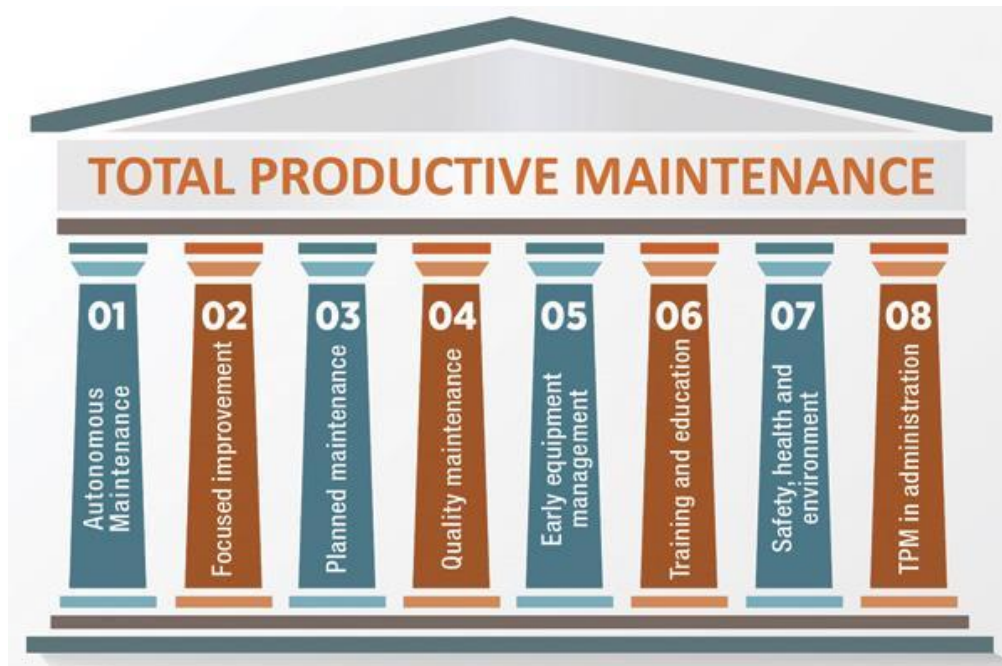 TOTAL PRODUCTIVE MAINTENANCE
01
Autonomous
Maintenance
02
Focused improvement
03
Planned maintenance
04
Quality maintenance
05
Early equipment
management
06
Training and education
07
Safety, health and
environment
08
TPM in administration